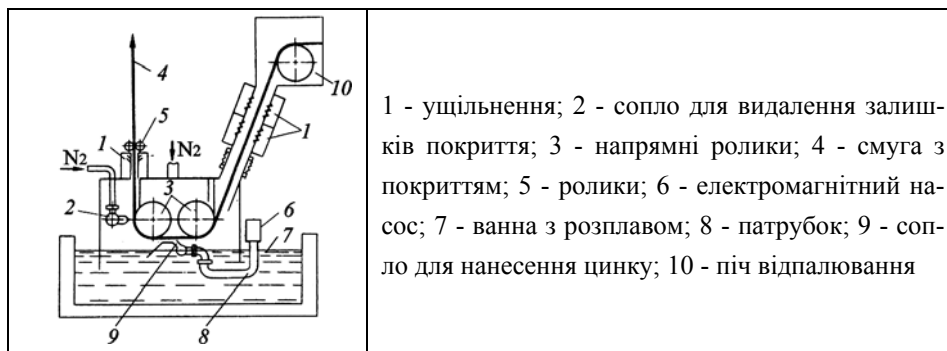 4
5
1
N2
N2
3
2
10
1
6
7
9
8
1 - ущільнення; 2 - сопло для видалення залиш-
ків покриття; 3 - напрямні ролики; 4 - смуга з
покриттям; 5 - ролики; 6 - електромагнітний на-
сос; 7 - ванна з розплавом; 8 - патрубок; 9 - соп-
ло для нанесення цинку; 10 - піч відпалювання